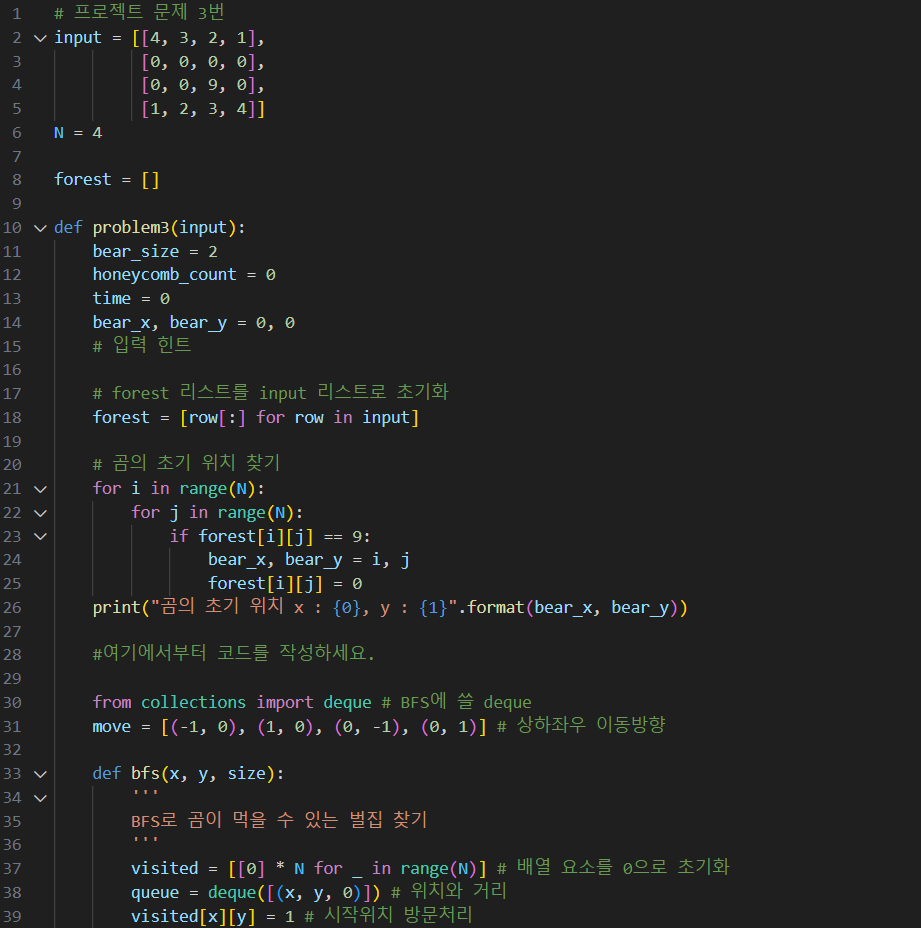 1 # 프로젝트 문제 3번
2 input = [[4, 3, 2, 1],
3 [0, 0, 0, 0],
4 [0, 0, 9, 0],
5 [1, 2, 3, 4]]
6 N = 4
7
8 forest = []
9
10 def problem3(input):
11 bear_size = 2
12 honeycomb_count = 0
13 time = 0
14 bear_x, bear_y = 0, 0
15 # 입력 힌트
16
17 # forest 리스트를 input 리스트로 초기화
18 forest = [row[:] for row in input]
19
20 # 곰의 초기 위치 찾기
21 for i in range(N):
22 for j in range(N):
23 if forest[i][j] == 9:
24 bear_x, bear_y = i, j
25 forest[i][j] = 0
26 print("곰의 초기 위치 x : {0}, y : {1}".format(bear_x, bear_y))
27
28 #여기에서부터 코드를 작성하세요.
29
30 from collections import deque # BFS에 쓸 deque
31 move = [(-1, 0), (1, 0), (0, -1), (0, 1)] # 상하좌우 이동방향
32
33 def bfs(x, y, size):
34 '''
35 BFS로 곰이 먹을 수 있는 벌집 찾기
36 '''
37 visited = [[0] * N for _ in range(N)] # 배열 요소를 0으로 초기화
38 queue = deque([(x, y, 0)]) # 위치와 거리
39 visited[x][y] = 1 # 시작위치 방문처리